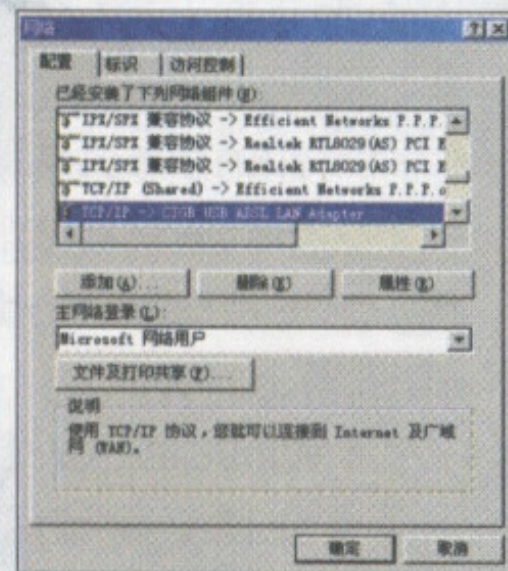 网络
配置 标识 访问控制
已经安装了下列网络组件(N)
IPX/SPX 兼容协议 -> Efficient Networks P.P.P.
IPX/SPX 兼容协议 -> Realtek RTL8029(AS) PCI E
IPX/SPX 兼容协议 -> Realtek RTL8029(AS) PCI E
TCP/IP (Shared) -> Efficient Networks P.P.P.o
TCP/IP -> CTGB USB ADSL LAN Adapter
添加(A)... 删除(E) 属性(R)
主网络登录(L):
Microsoft 网络用户
文件及打印共享(F)...
说明
使用 TCP/IP 协议，您就可以连接到 Internet 及广域
网 (WAN)。
确定 取消